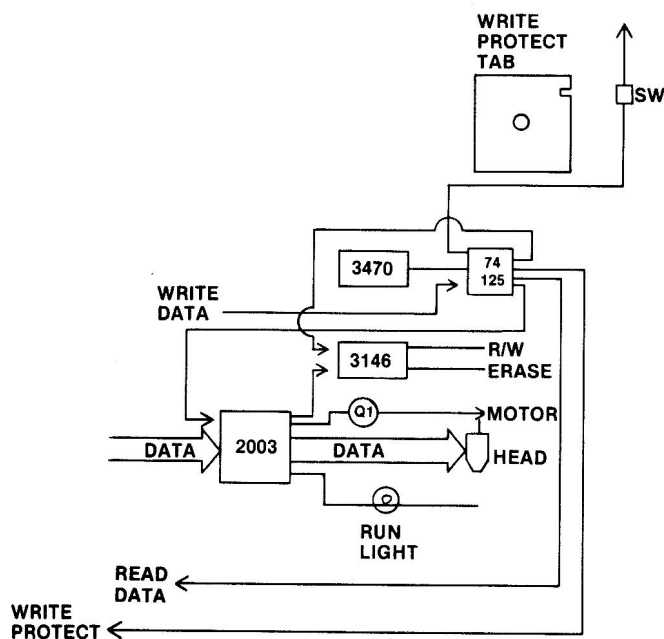 WRITE
PROTECT
TAB
SW
3470
74
125
WRITE
DATA
3146
R/W
ERASE
Q1
MOTOR
DATA
2003
DATA
HEAD
RUN
LIGHT
READ
DATA
WRITE
PROTECT